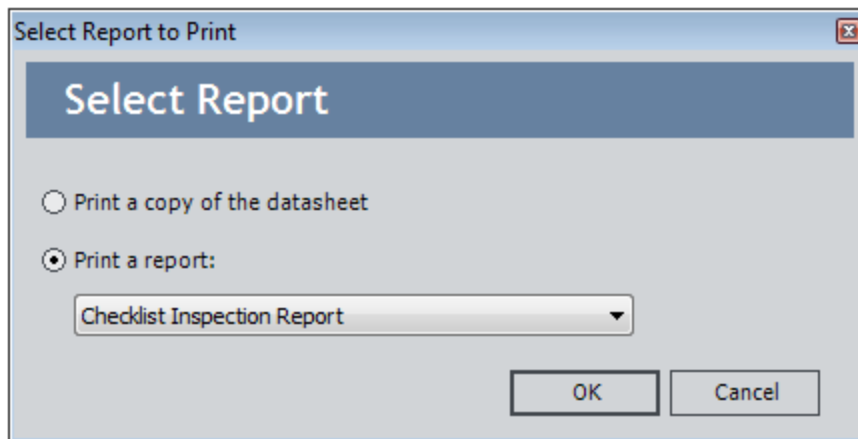 Select Report to Print
Select Report
Print a copy of the datasheet
Print a report:
Checklist Inspection Report
OK Cancel